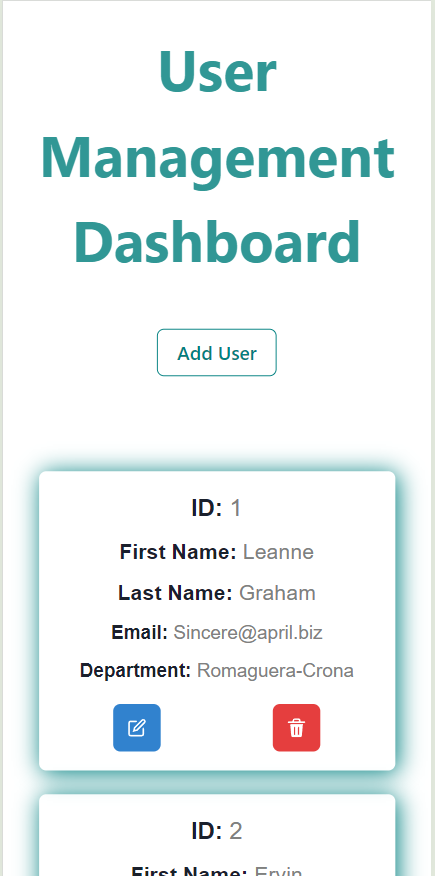 User
Management
Dashboard
Add User
ID: 1
First Name: Leanne
Last Name: Graham
Email: Sincere@april.biz
Department: Romaguera-Crona
ID: 2
First Name: Ervin